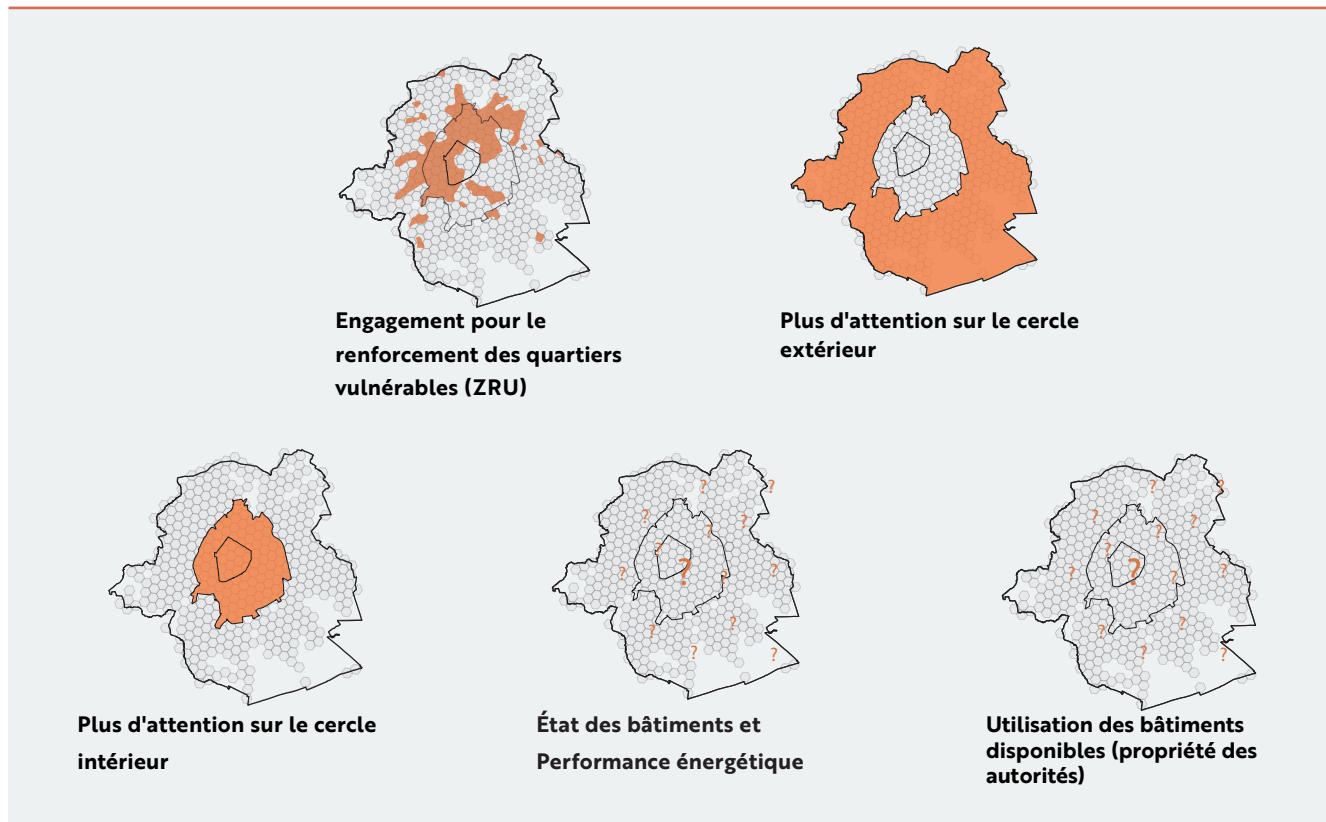 Engagement pour le
renforcement des quartiers
vulnérables (ZRU)
Plus d'attention sur le cercle
extérieur
Plus d'attention sur le cercle
intérieur
? ? ? ? ? ? ? ? ? ? ? ? ? ?
État des bâtiments et
Performance énergétique
? ? ? ? ? ? ? ? ? ? ? ? ? ?
Utilisation des bâtiments
disponibles (propriété des
autorités)